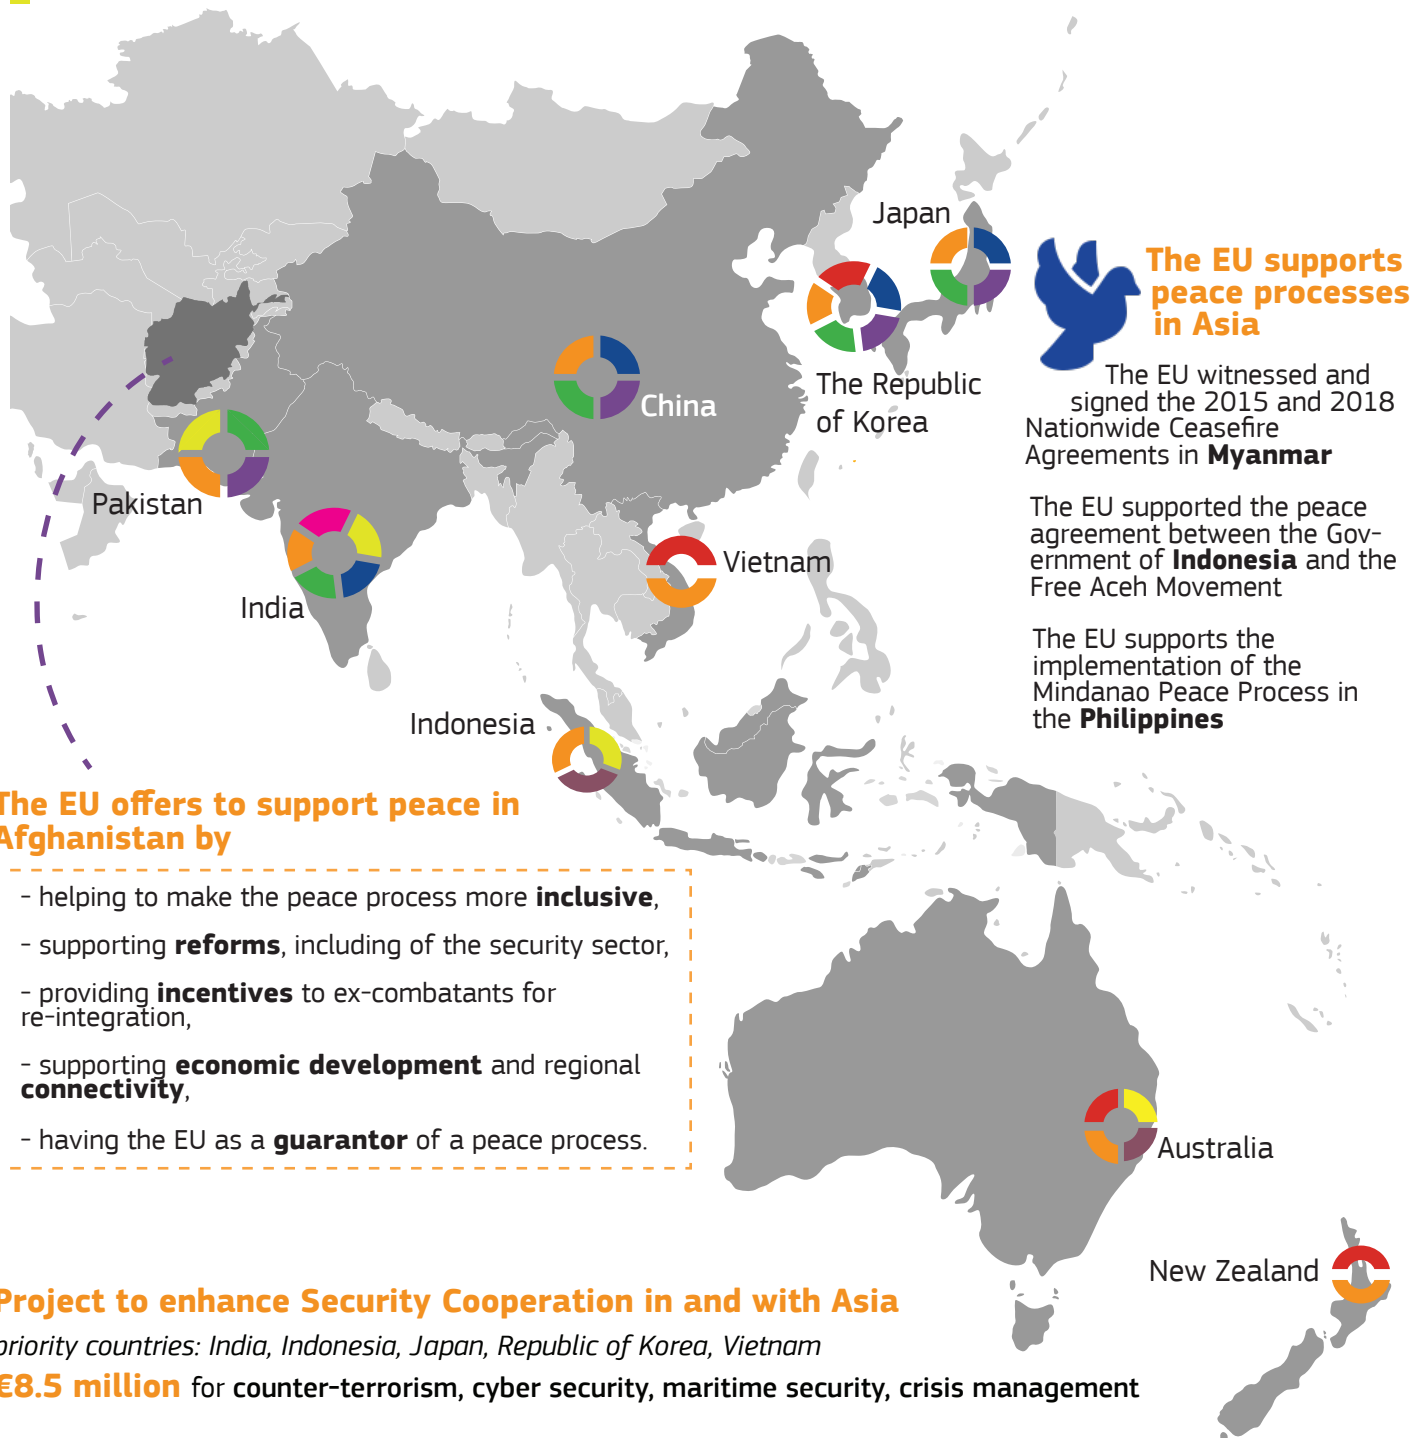 Japan
The EU supports
peace processes
in Asia
The EU witnessed and
signed the 2015 and 2018
Nationwide Ceasefire
Agreements in Myanmar
The EU supported the peace
agreement between the Gov-
ernment of Indonesia and the
Free Aceh Movement
The EU supports the
implementation of the
Mindanao Peace Process in
the Philippines
The Republic
of Korea
China
Pakistan
Vietnam
India
Indonesia
The EU offers to support peace in
Afghanistan by
- helping to make the peace process more inclusive,
- supporting reforms, including of the security sector,
- providing incentives to ex-combatants for
re-integration,
- supporting economic development and regional
connectivity,
- having the EU as a guarantor of a peace process.
Australia
New Zealand
Project to enhance Security Cooperation in and with Asia
priority countries: India, Indonesia, Japan, Republic of Korea, Vietnam
€8.5 million for counter-terrorism, cyber security, maritime security, crisis management